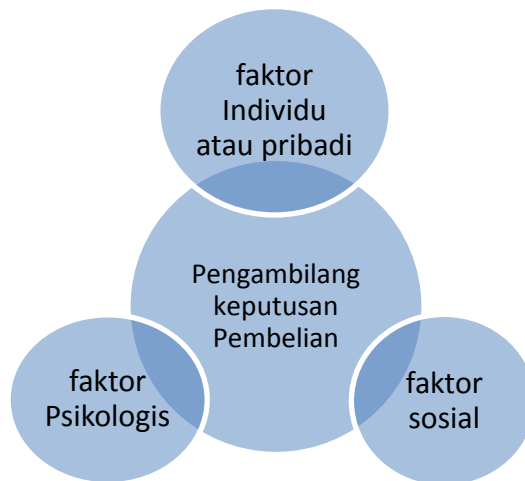 faktor
Individu
atau pribadi
Pengambilang
keputusan
Pembelian
faktor
Psikologis
faktor
sosial